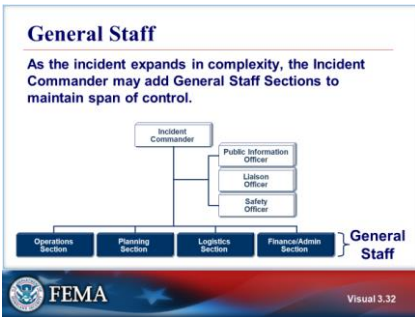 General Staff
As the incident expands in complexity, the Incident
Commander may add General Staff Sections to
maintain span of control.
Incident
Commander
Public Information
Officer
Liaison
Officer
Safety
Officer
Operations
Section
Planning
Section
Logistics
Section
Finance/Admin
Section
General
Staff
FEMA
Visual 3.32